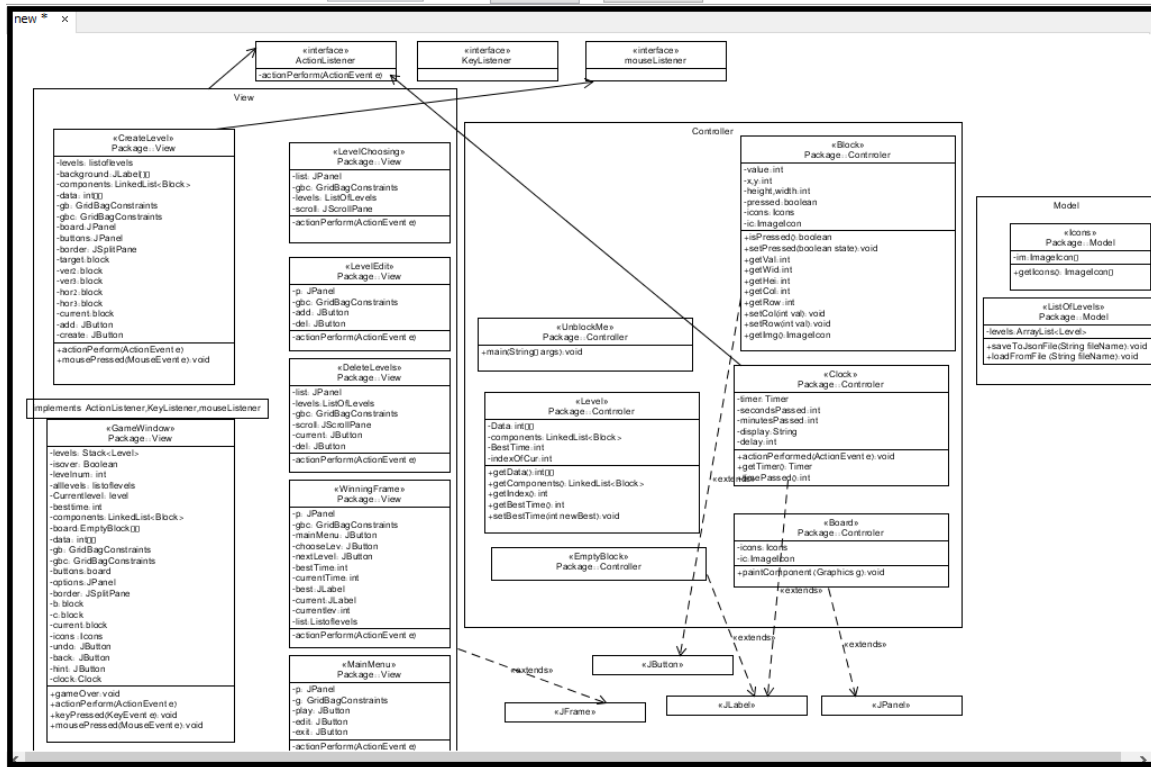 new *
×
«interface»
ActionListener
-actionPerform(ActionEvent e)
«interface»
KeyListener
«interface»
mouseListener
View
«CreateLevel»
Package::View
-levels: listoflevels
-background:JLabel[][]
-components: LinkedList<Block>
-data: int[][]
-gb: GridBagConstraints
-gbc: GridBagConstraints
-board:JPanel
-buttons:JPanel
-border: JSplitPane
-target:block
-ver2:block
-ver3:block
-hor2:block
-hor3:block
-current:block
-add: JButton
-create: JButton
+actionPerform(ActionEvent e)
+mousePressed(MouseEvent e):void
implements ActionListener,KeyListener,mouseListener
«GameWindow»
Package::View
-levels: Stack<Level>
-isover: Boolean
-levelnum: int
-alllevels: listoflevels
-Currentlevel: level
-besttime:int
-components: LinkedList<Block>
-board:EmptyBlock[][]
-data: int[][]
-gb: GridBagConstraints
-gbc: GridBagConstraints
-buttons:board
-options:JPanel
-border: JSplitPane
-b:block
-c:block
-current:block
-icons :Icons
-undo: JButton
-back: JButton
-hint: JButton
-clock:Clock
+gameOver:void
+actionPerform(ActionEvent e)
+keyPressed(KeyEvent e):void
+mousePressed(MouseEvent e):void
«LevelChoosing»
Package::View
-list: JPanel
-gbc: GridBagConstraints
-levels: ListOfLevels
-scroll: JScrollPane
-actionPerform(ActionEvent e)
«LevelEdit»
Package::View
-p: JPanel
-gbc: GridBagConstraints
-add: JButton
-del: JButton
-actionPerform(ActionEvent e)
«DeleteLevels»
Package::View
-list: JPanel
-levels:ListOfLevels
-gbc: GridBagConstraints
-scroll:JScrollPane
-current: JButton
-del: JButton
-actionPerform(ActionEvent e)
«WinningFrame»
Package::View
-p: JPanel
-gbc: GridBagConstraints
-mainMenu: JButton
-chooseLev: JButton
-nextLevel: JButton
-bestTime:int
-currentTime:int
-best:JLabel
-current:JLabel
-currentlev:int
-list:Listoflevels
-actionPerform(ActionEvent e)
«MainMenu»
Package::View
-p: JPanel
-g: GridBagConstraints
-play: JButton
-edit: JButton
-exit: JButton
-actionPerform(ActionEvent e)
Controller
«Block»
Package::Controler
-value:int
-x,y:int
-height,width:int
-pressed:boolean
-icons: Icons
-ic:ImageIcon
+isPressed():boolean
+setPressed(boolean state):void
+getVal:int
+getWid:int
+getHei:int
+getCol:int
+getRow:int
+setCol(int val):void
+setRow(int val):void
+getImg():ImageIcon
«UnblockMe»
Package::Controller
+main(String[] args):void
«Level»
Package::Controler
-Data:int[][]
-components: LinkedList<Block>
-BestTime:int
-indexOfCur:int
+getData():int[][]
+getComponents(): LinkedList<Block>
+getIndex():int
+getBestTime():int
+setBestTime(int newBest):void
«EmptyBlock»
Package::Controller
«Clock»
Package::Controler
-timer:Timer
-secondsPassed:int
-minutesPassed:int
-display:String
-delay:int
+actionPerformed(ActionEvent e):void
+getTimer(): Timer
+timePassed():int
«extends»
«Board»
Package::Controler
-icons:Icons
-ic:ImageIcon
+paintComponent(Graphics g):void
«extends»
«extends»
«extends»
«extends»
«JButton»
«JFrame»
«JLabel»
«JPanel»
Model
«Icons»
Package::Model
-im:ImageIcon[]
+getIcons(): ImageIcon[]
«ListOfLevels»
Package::Model
-levels:ArrayList<Level>
+saveToJsonFile(String fileName):void
+loadFromFile (String fileName):void